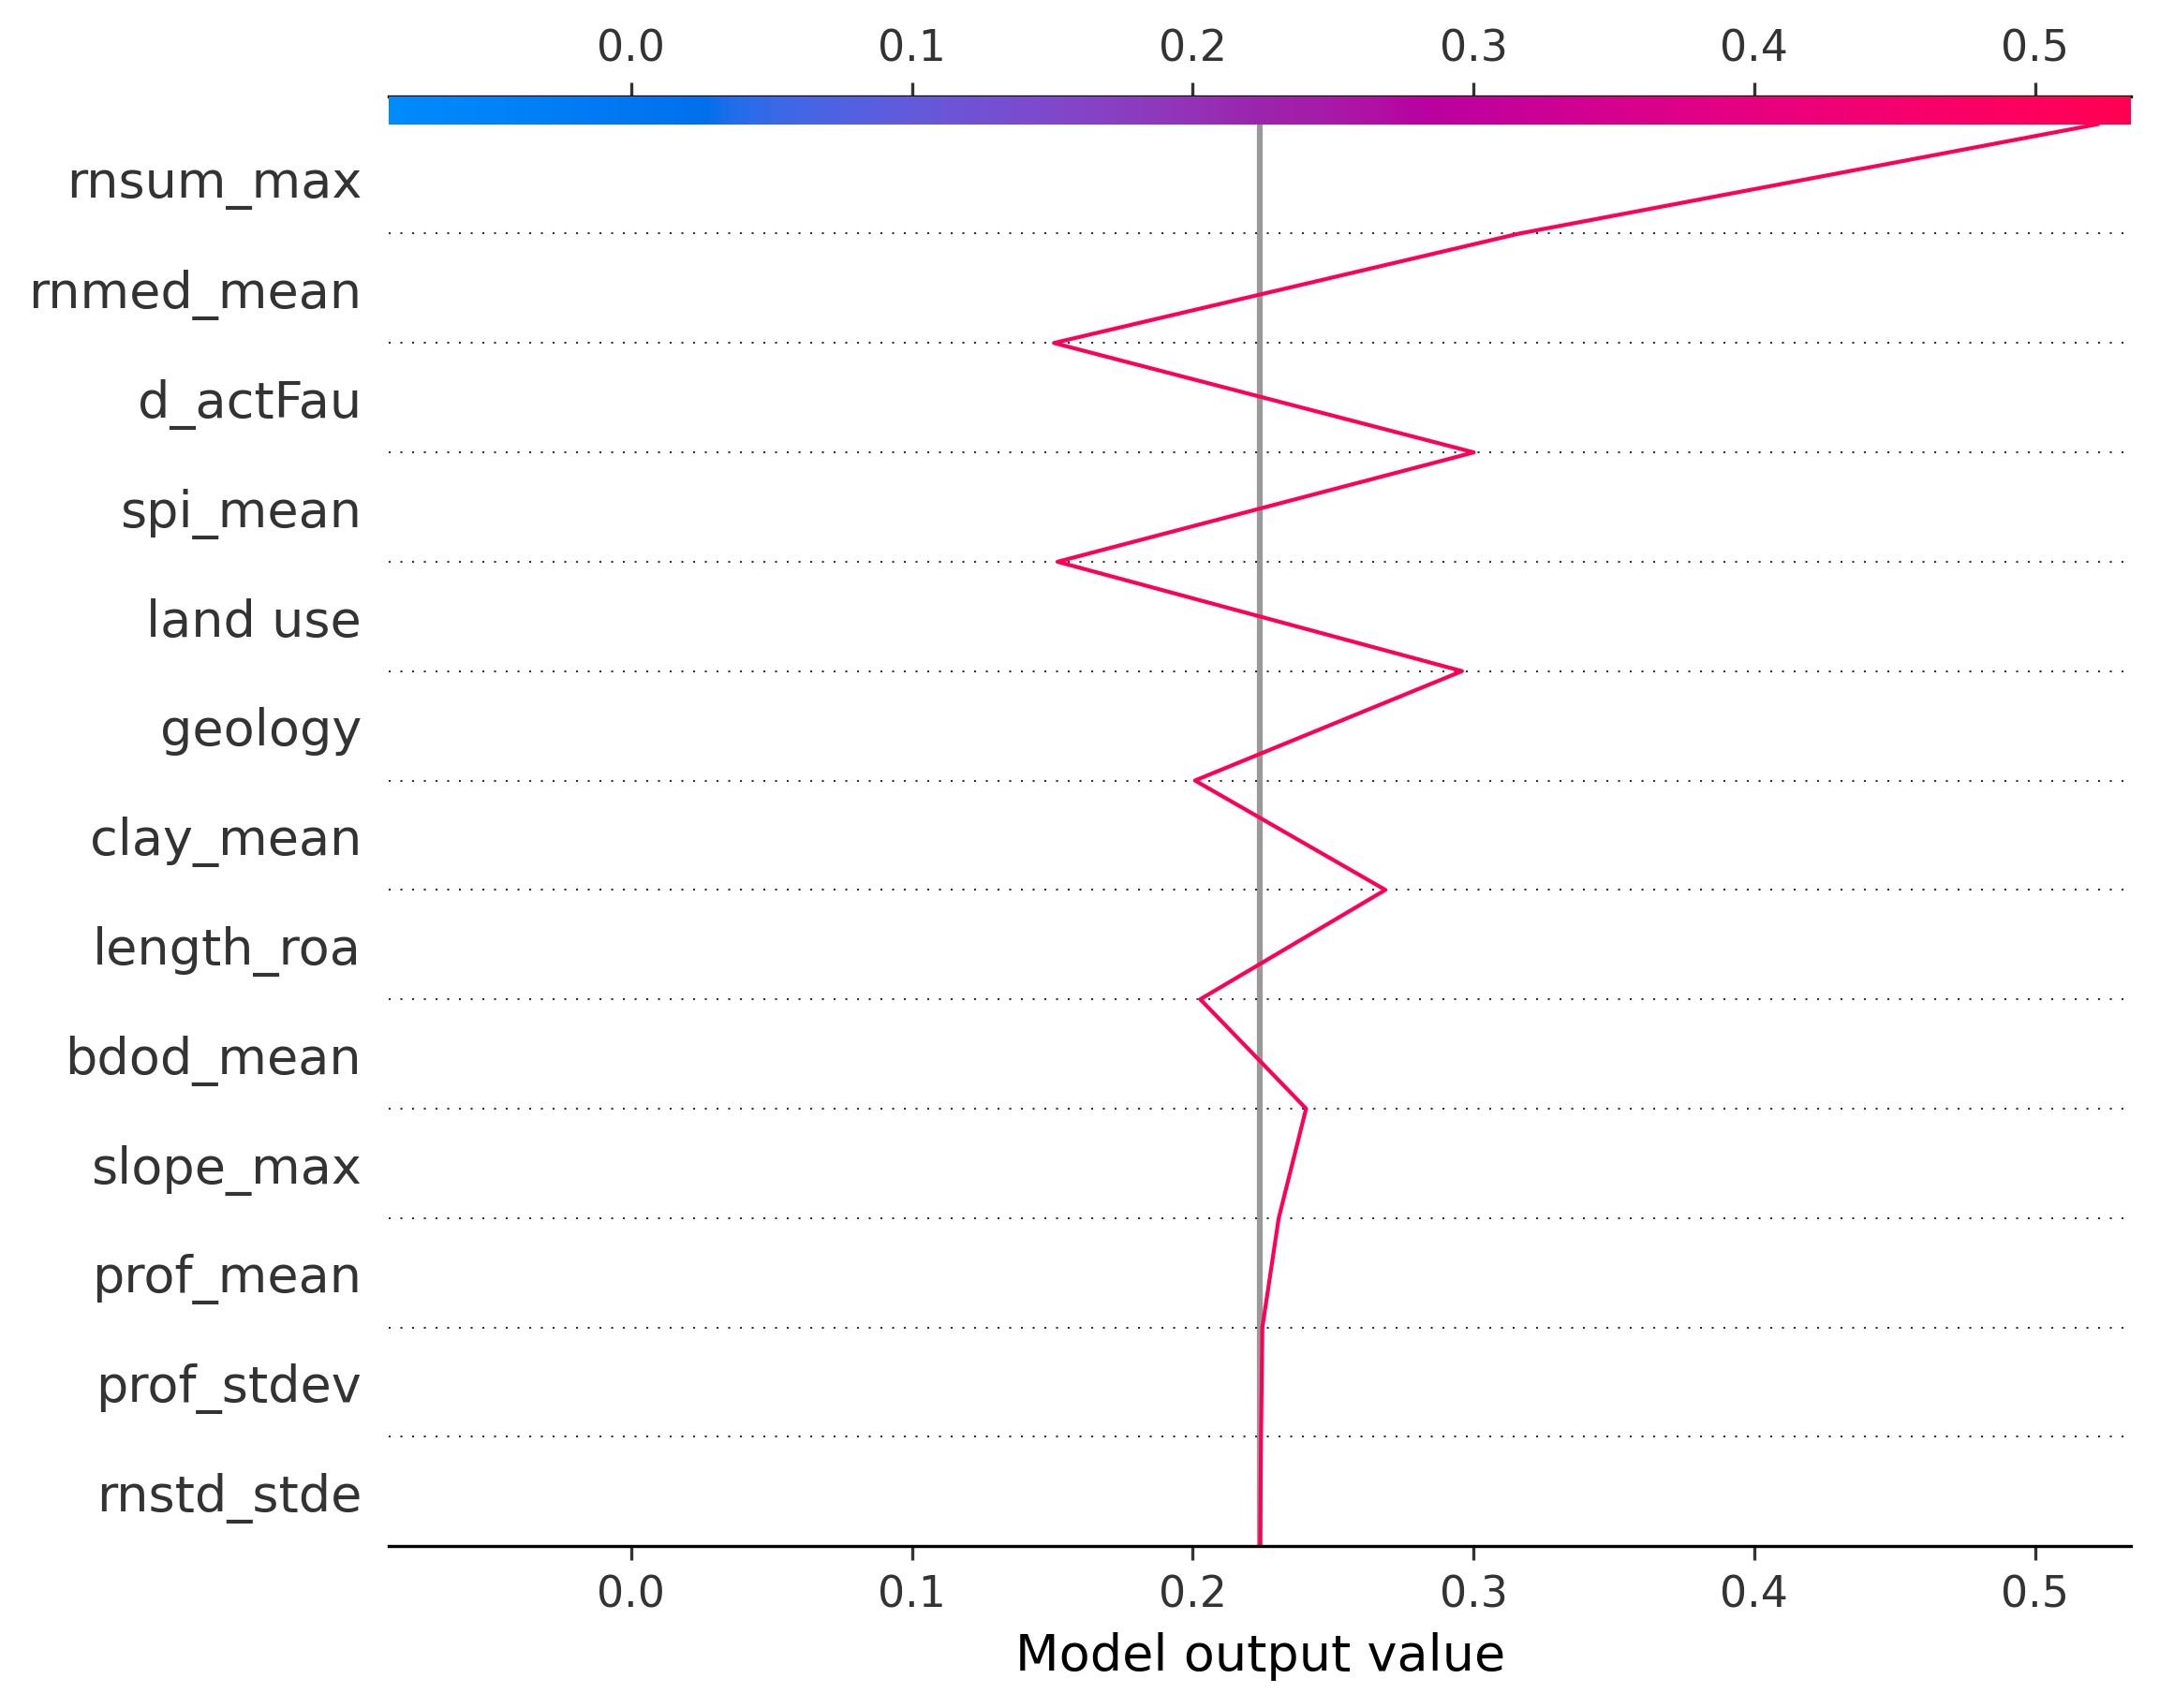 0.0 0.1 0.2 0.3 0.4 0.5
rnsum_max
rnmed_mean
d_actFau
spi_mean
land use
geology
clay_mean
length_roa
bdod_mean
slope_max
prof_mean
prof_stdev
rnstd_stde
0.0 0.1 0.2 0.3 0.4 0.5
Model output value